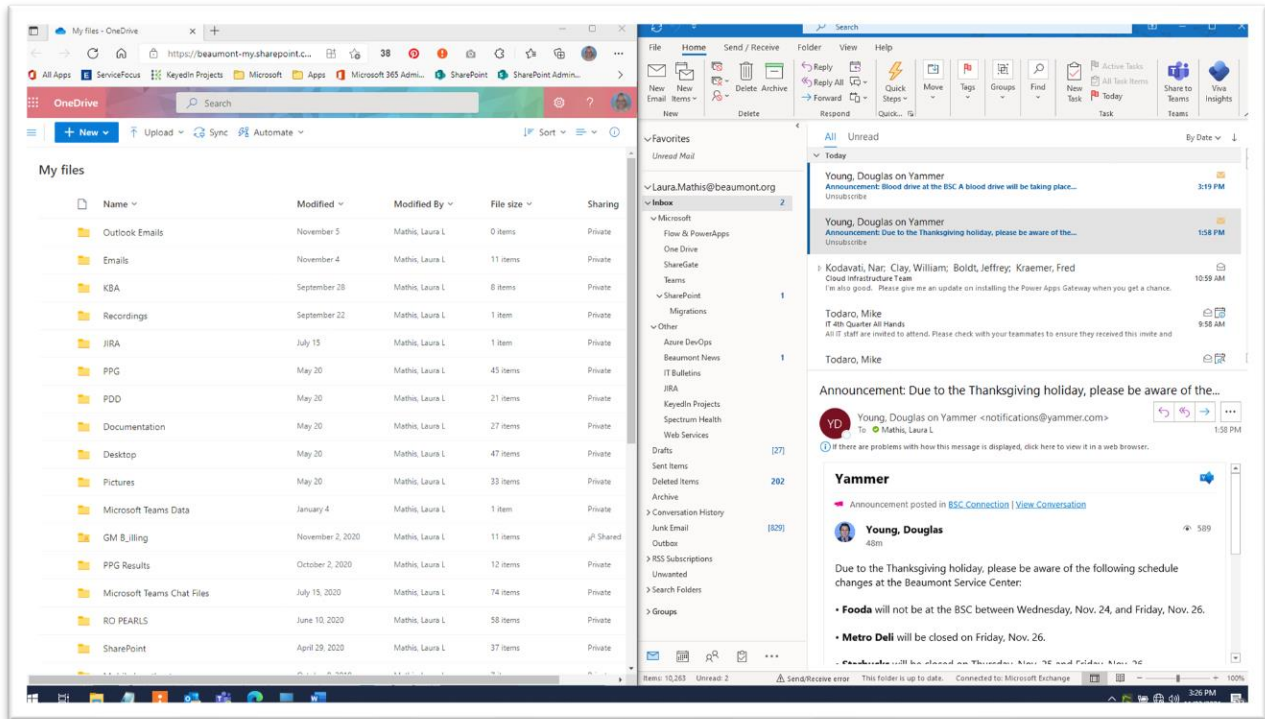 My files - OneDrive
https://beaumont-my.sharepoint.c...
38
All Apps ServiceFocus KeyedIn Projects Microsoft Apps Microsoft 365 Admi... SharePoint SharePoint Admin...
OneDrive Search
+ New Upload Sync Automate Sort
My files
Name Modified Modified By File size Sharing
Outlook Emails November 5 Mathis, Laura L 0 items Private
Emails November 4 Mathis, Laura L 11 items Private
KBA September 28 Mathis, Laura L 8 items Private
Recordings September 22 Mathis, Laura L 1 item Private
JIRA July 15 Mathis, Laura L 1 item Private
PPG May 20 Mathis, Laura L 45 items Private
PDD May 20 Mathis, Laura L 21 items Private
Documentation May 20 Mathis, Laura L 27 items Private
Desktop May 20 Mathis, Laura L 47 items Private
Pictures May 20 Mathis, Laura L 33 items Private
Microsoft Teams Data January 4 Mathis, Laura L 1 item Private
GM B_illing November 2, 2020 Mathis, Laura L 11 items Shared
PPG Results October 2, 2020 Mathis, Laura L 12 items Private
Microsoft Teams Chat Files July 15, 2020 Mathis, Laura L 74 items Private
RO PEARLS June 10, 2020 Mathis, Laura L 58 items Private
SharePoint April 29, 2020 Mathis, Laura L 37 items Private
Search
File Home Send / Receive Folder View Help
New Email
New Items
Delete Archive
Reply
Reply All
Forward
Quick Steps
Move
Tags
Groups
Find
New Task
Active Tasks
All Task Items
Today
Share to Teams
Viva Insights
New Delete Respond Quick... Task Teams
Favorites
Unread Mail
Laura.Mathis@beaumont.org
Inbox 2
Microsoft
Flow & PowerApps
One Drive
ShareGate
Teams
SharePoint 1
Migrations
Other
Azure DevOps
Beaumont News 1
IT Bulletins
JIRA
KeyedIn Projects
Spectrum Health
Web Services
Drafts [27]
Sent Items
Deleted Items 202
Archive
Conversation History
Junk Email [829]
Outbox
RSS Subscriptions
Unwanted
Search Folders
Groups
All Unread By Date
Today
Young, Douglas on Yammer
Announcement: Blood drive at the BSC A blood drive will be taking place... 3:19 PM
Unsubscribe
Young, Douglas on Yammer
Announcement: Due to the Thanksgiving holiday, please be aware of the... 1:58 PM
Unsubscribe
Kodavati, Nar; Clay, William; Boldt, Jeffrey; Kraemer, Fred
Cloud Infrastructure Team 10:59 AM
I'm also good. Please give me an update on installing the Power Apps Gateway when you get a chance.
Todaro, Mike
IT 4th Quarter All Hands 9:58 AM
All IT staff are invited to attend. Please check with your teammates to ensure they received this invite and
Todaro, Mike
Announcement: Due to the Thanksgiving holiday, please be aware of the...
YD
Young, Douglas on Yammer <notifications@yammer.com>
To Mathis, Laura L 1:58 PM
If there are problems with how this message is displayed, click here to view it in a web browser.
Yammer
Announcement posted in BSC Connection | View Conversation
Young, Douglas 589
48m
Due to the Thanksgiving holiday, please be aware of the following schedule
changes at the Beaumont Service Center:
• Fooda will not be at the BSC between Wednesday, Nov. 24, and Friday, Nov. 26.
• Metro Deli will be closed on Friday, Nov. 26.
• Starbucks will be closed on Thursday, Nov. 25 and Friday, Nov. 26
Items: 10,263 Unread: 2 Send/Receive error This folder is up to date. Connected to: Microsoft Exchange 100%
3:26 PM